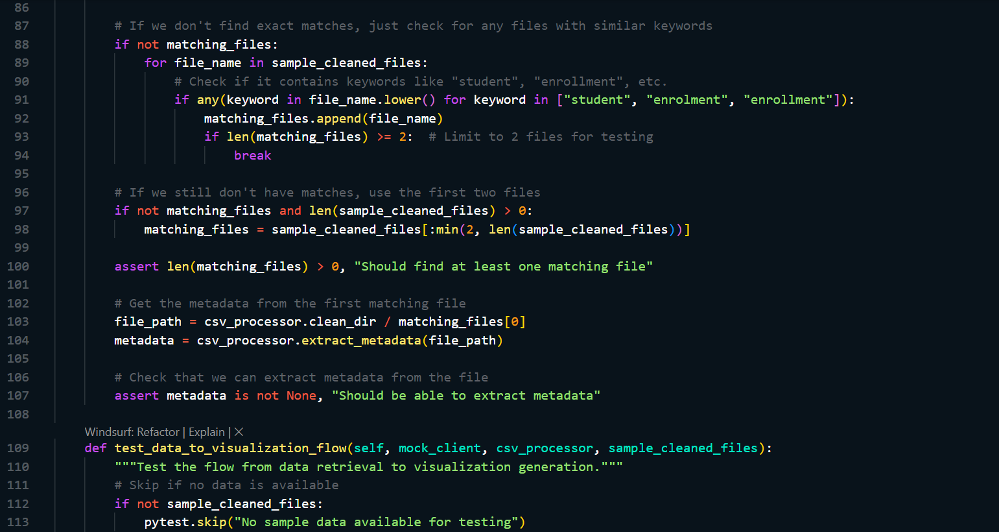 86
87 # If we don't find exact matches, just check for any files with similar keywords
88 if not matching_files:
89 for file_name in sample_cleaned_files:
90 # Check if it contains keywords like "student", "enrollment", etc.
91 if any(keyword in file_name.lower() for keyword in ["student", "enrolment", "enrollment"]):
92 matching_files.append(file_name)
93 if len(matching_files) >= 2:  # Limit to 2 files for testing
94 break
95
96 # If we still don't have matches, use the first two files
97 if not matching_files and len(sample_cleaned_files) > 0:
98 matching_files = sample_cleaned_files[:min(2, len(sample_cleaned_files))]
99
100 assert len(matching_files) > 0, "Should find at least one matching file"
101
102 # Get the metadata from the first matching file
103 file_path = csv_processor.clean_dir / matching_files[0]
104 metadata = csv_processor.extract_metadata(file_path)
105
106 # Check that we can extract metadata from the file
107 assert metadata is not None, "Should be able to extract metadata"
108
Windsurf: Refactor | Explain | ×
109 def test_data_to_visualization_flow(self, mock_client, csv_processor, sample_cleaned_files):
110 """Test the flow from data retrieval to visualization generation."""
111 # Skip if no data is available
112 if not sample_cleaned_files:
113 pytest.skip("No sample data available for testing")